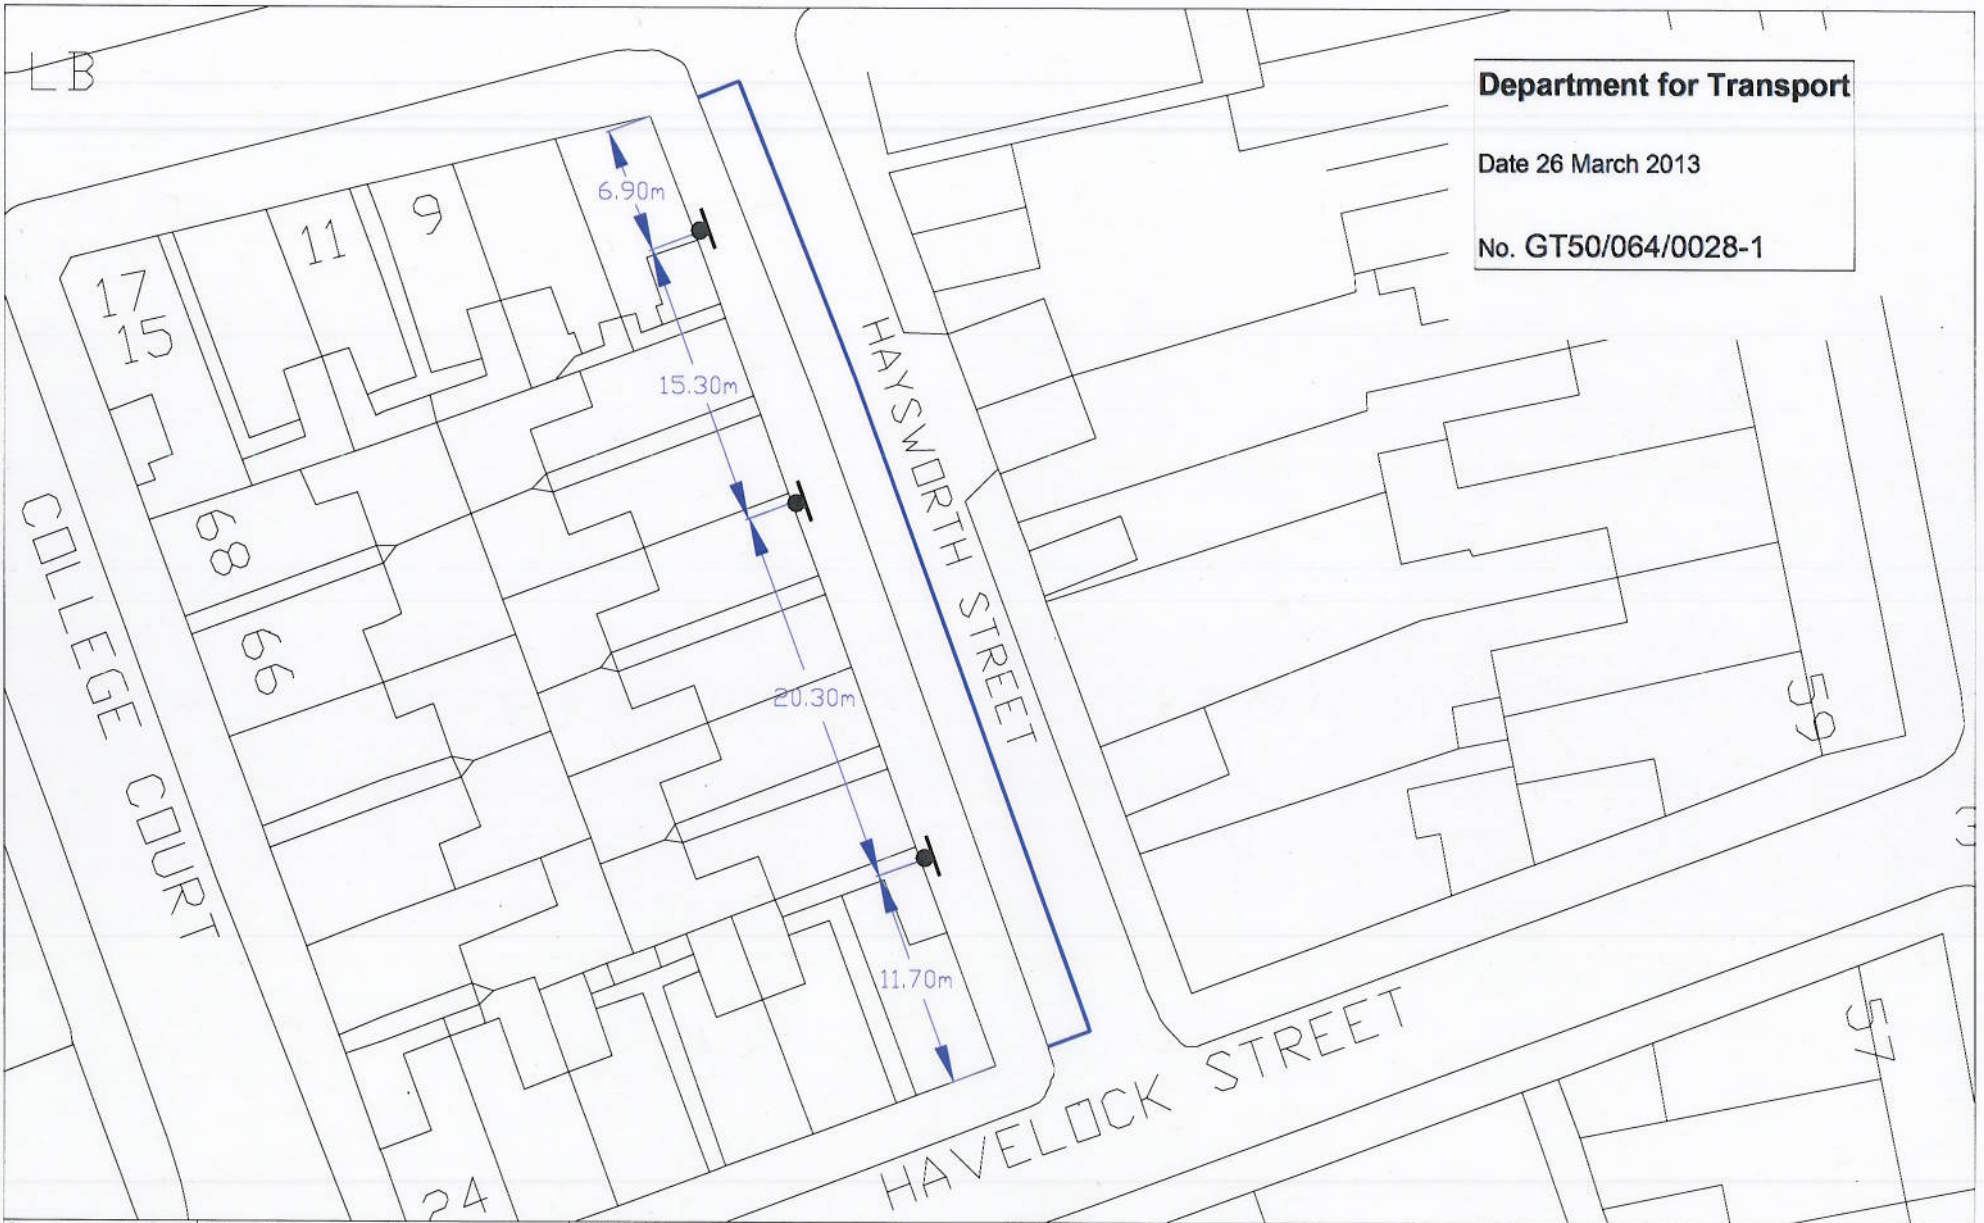 LB
Department for Transport
Date 26 March 2013
No. GT50/064/0028-1
6.90m
9
11
17
15
15.30m
HAYSWORTH STREET
COLLEGE COURT
68
66
20.30m
59
3
11.70m
57
HAVELOCK STREET
24